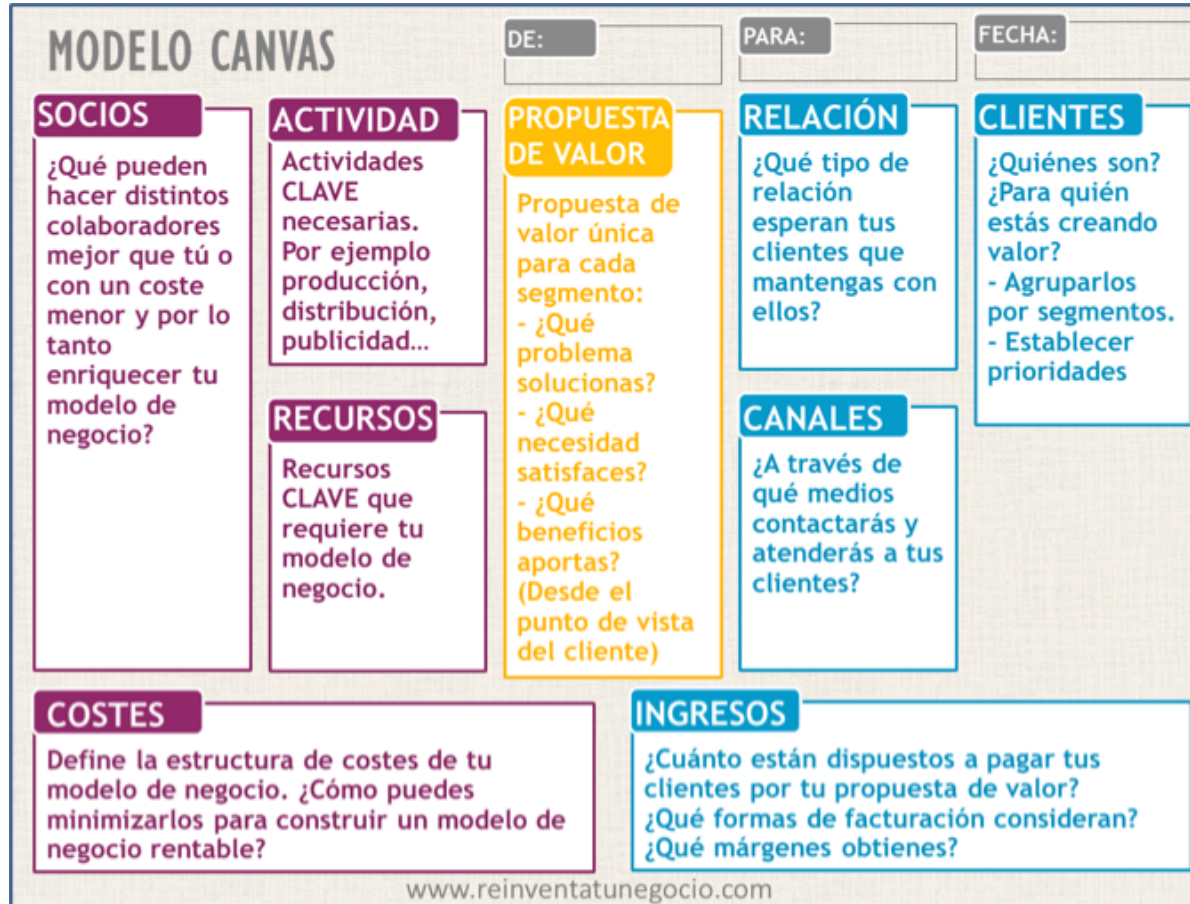 MODELO CANVAS
DE:
PARA:
FECHA:
SOCIOS
¿Qué pueden
hacer distintos
colaboradores
mejor que tú o
con un coste
menor y por lo
tanto
enriquecer tu
modelo de
negocio?
ACTIVIDAD
Actividades
CLAVE
necesarias.
Por ejemplo
producción,
distribución,
publicidad...
RECURSOS
Recursos
CLAVE que
requiere tu
modelo de
negocio.
PROPUESTA
DE VALOR
Propuesta de
valor única
para cada
segmento:
- ¿Qué
problema
solucionas?
- ¿Qué
necesidad
satisfaces?
- ¿Qué
beneficios
aportas?
(Desde el
punto de vista
del cliente)
RELACIÓN
¿Qué tipo de
relación
esperan tus
clientes que
mantengas con
ellos?
CANALES
¿A través de
qué medios
contactarás y
atenderás a tus
clientes?
CLIENTES
¿Quiénes son?
¿Para quién
estás creando
valor?
- Agruparlos
por segmentos.
- Establecer
prioridades
COSTES
Define la estructura de costes de tu
modelo de negocio. ¿Cómo puedes
minimizarlos para construir un modelo de
negocio rentable?
INGRESOS
¿Cuánto están dispuestos a pagar tus
clientes por tu propuesta de valor?
¿Qué formas de facturación consideran?
¿Qué márgenes obtienes?
www.reinventatunegocio.com